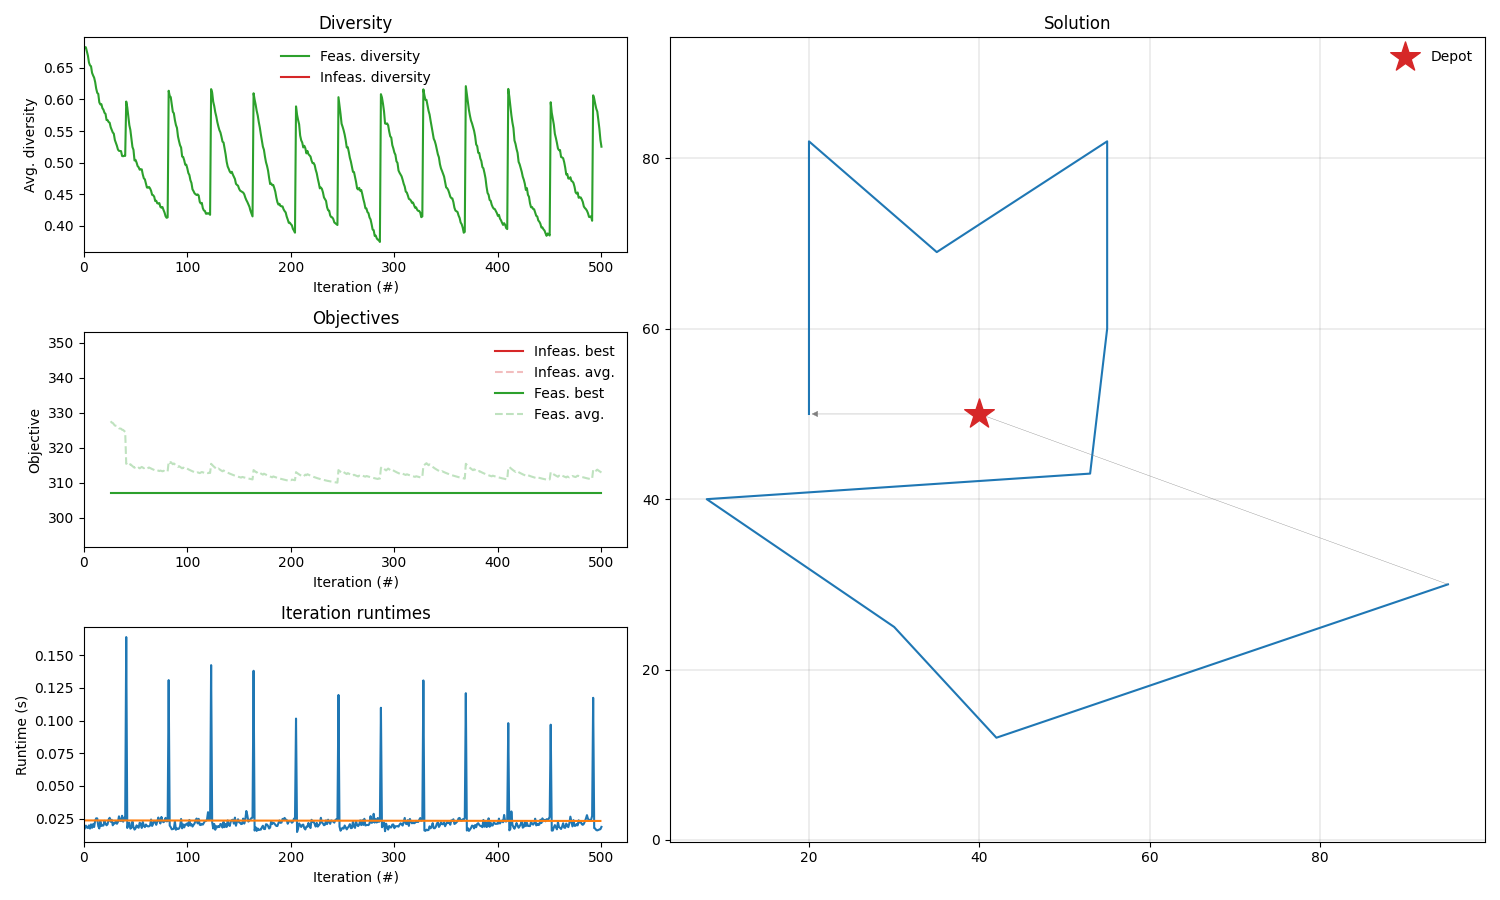 Diversity
Feas. diversity
Infeas. diversity
Avg. diversity
0.65
0.60
0.55
0.50
0.45
0.40
0 100 200 300 400 500
Iteration (#)
Objectives
Infeas. best
Infeas. avg.
Feas. best
Feas. avg.
Objective
350
340
330
320
310
300
0 100 200 300 400 500
Iteration (#)
Iteration runtimes
Runtime (s)
0.150
0.125
0.100
0.075
0.050
0.025
0 100 200 300 400 500
Iteration (#)
Solution
Depot
80
60
40
20
0
20 40 60 80